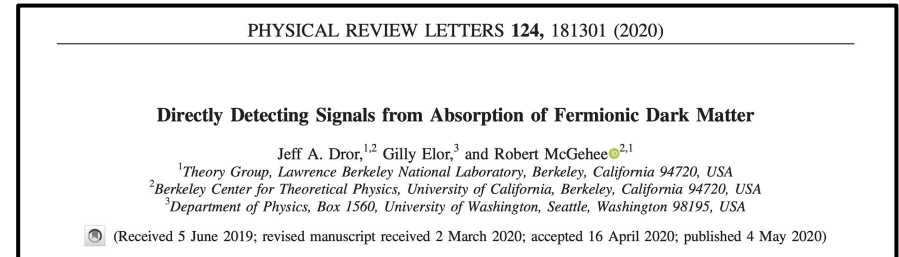 PHYSICAL REVIEW LETTERS 124, 181301 (2020)
Directly Detecting Signals from Absorption of Fermionic Dark Matter
Jeff A. Dror,1,2 Gilly Elor,3 and Robert McGehee 2,1
1Theory Group, Lawrence Berkeley National Laboratory, Berkeley, California 94720, USA
2Berkeley Center for Theoretical Physics, University of California, Berkeley, California 94720, USA
3Department of Physics, Box 1560, University of Washington, Seattle, Washington 98195, USA
(Received 5 June 2019; revised manuscript received 2 March 2020; accepted 16 April 2020; published 4 May 2020)